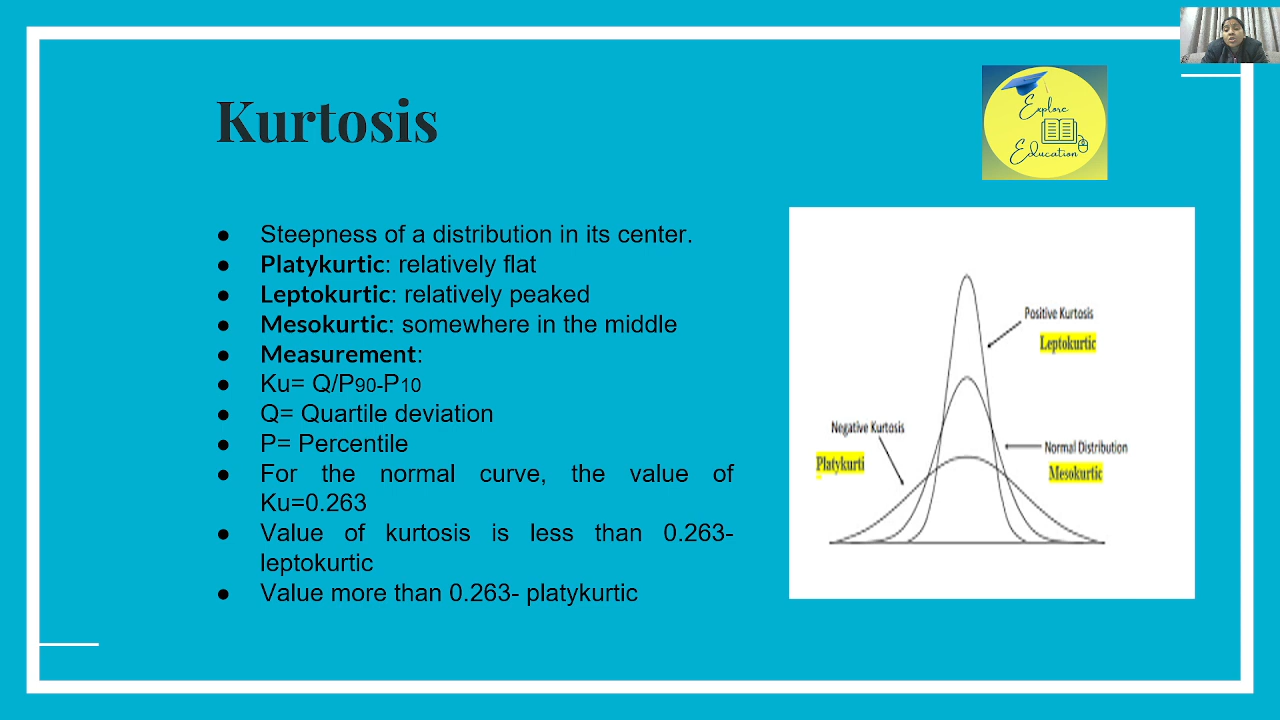 Kurtosis
Explore
Education
● Steepness of a distribution in its center.
● Platykurtic: relatively flat
● Leptokurtic: relatively peaked
● Mesokurtic: somewhere in the middle
● Measurement:
● Ku= Q/P90-P10
● Q= Quartile deviation
● P= Percentile
● For the normal curve, the value of
Ku=0.263
● Value of kurtosis is less than 0.263-
leptokurtic
● Value more than 0.263- platykurtic
Positive Kurtosis
Leptokurtic
Negative Kurtosis
Platykurti
Normal Distribution
Mesokurtic